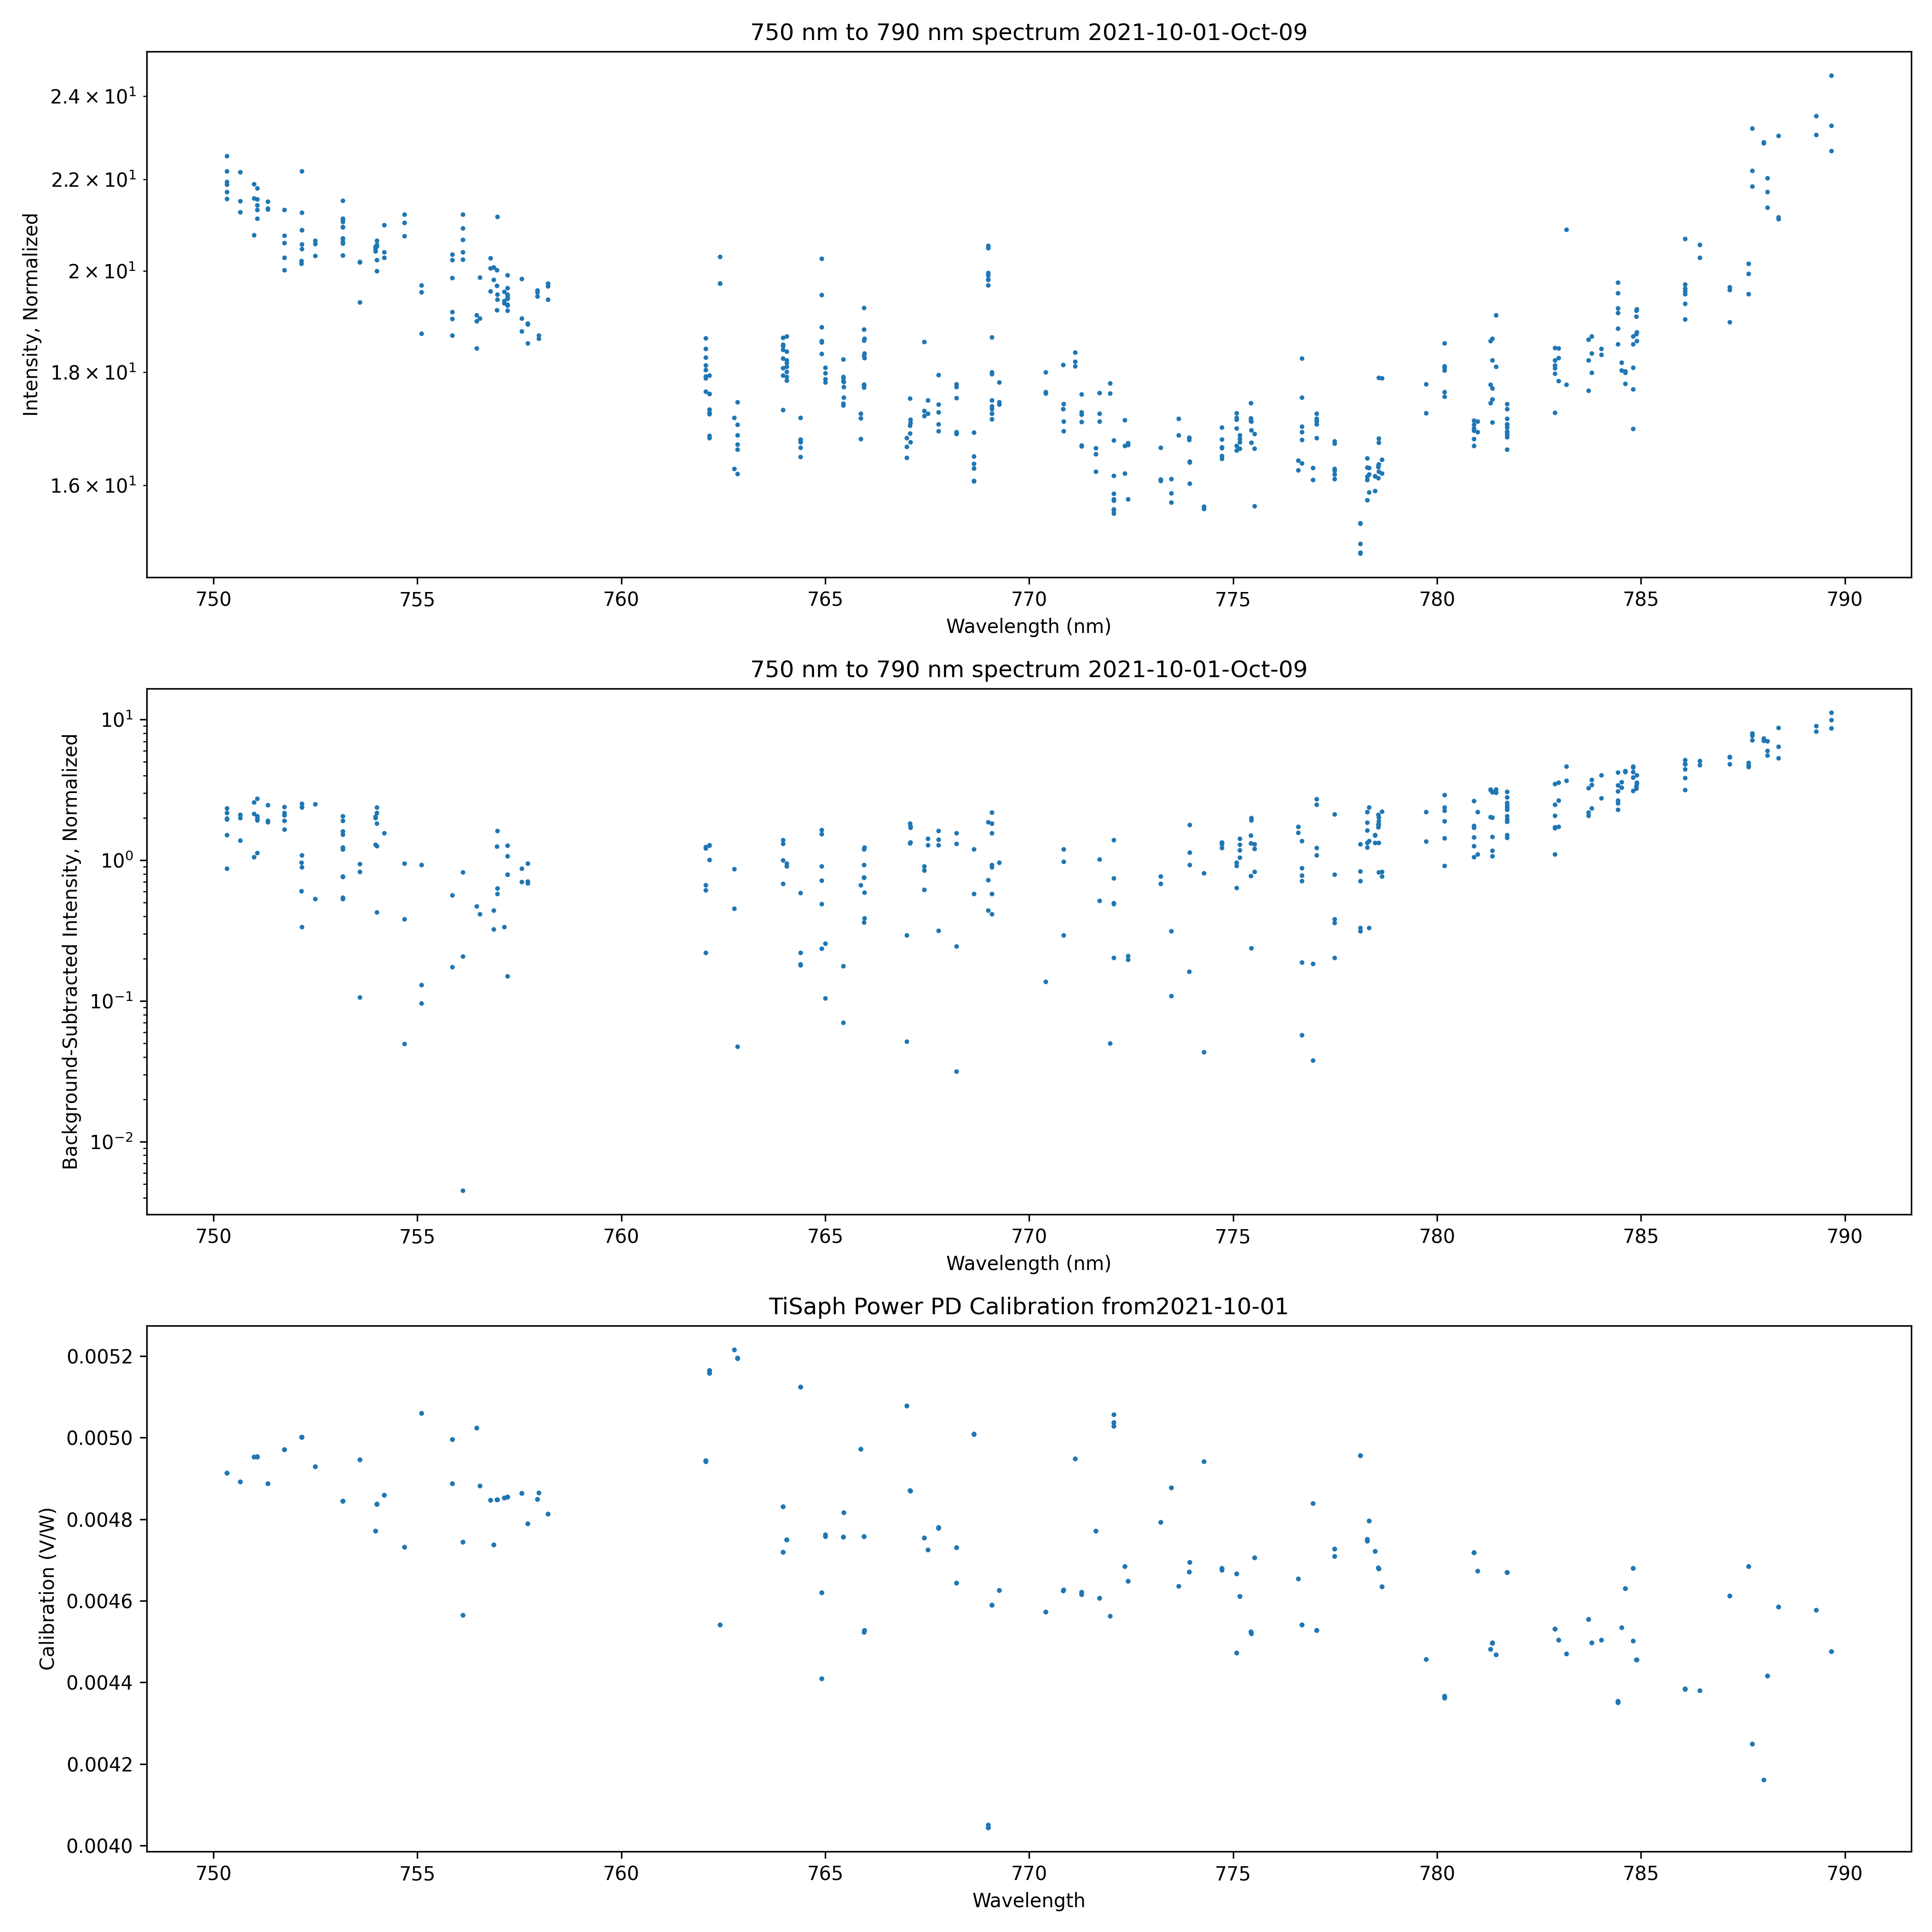 750 nm to 790 nm spectrum 2021-10-01-Oct-09
Intensity, Normalized
2.4 × 10¹
2.2 × 10¹
2 × 10¹
1.8 × 10¹
1.6 × 10¹
750 755 760 765 770 775 780 785 790
Wavelength (nm)
750 nm to 790 nm spectrum 2021-10-01-Oct-09
Background-Subtracted Intensity, Normalized
10¹
10⁰
10⁻¹
10⁻²
750 755 760 765 770 775 780 785 790
Wavelength (nm)
TiSaph Power PD Calibration from2021-10-01
Calibration (V/W)
0.0052
0.0050
0.0048
0.0046
0.0044
0.0042
0.0040
750 755 760 765 770 775 780 785 790
Wavelength